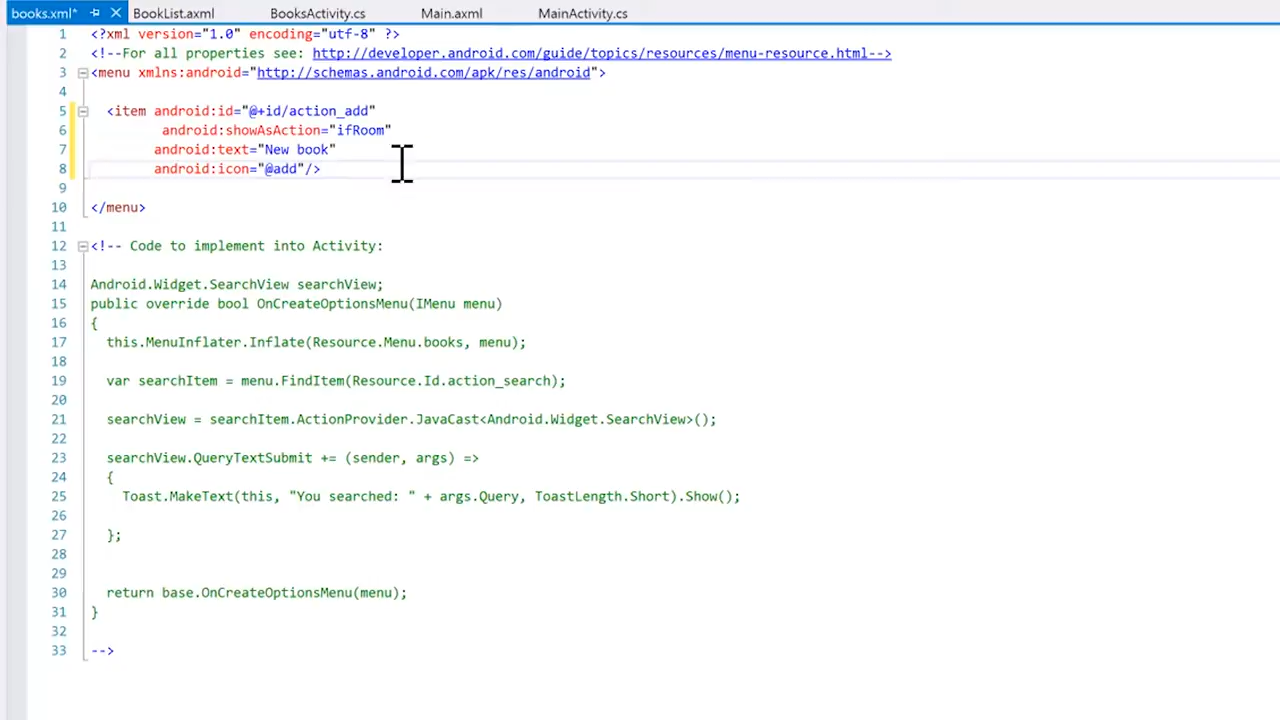 books.xml* BookList.axml BooksActivity.cs Main.axml MainActivity.cs
1 <?xml version="1.0" encoding="utf-8" ?>
2 <!--For all properties see: http://developer.android.com/guide/topics/resources/menu-resource.html-->
3 <menu xmlns:android="http://schemas.android.com/apk/res/android">
4
5 <item android:id="@+id/action_add"
6 android:showAsAction="ifRoom"
7 android:text="New book"
8 android:icon="@add"/>
9
10 </menu>
11
12 <!-- Code to implement into Activity:
13
14 Android.Widget.SearchView searchView;
15 public override bool OnCreateOptionsMenu(IMenu menu)
16 {
17 this.MenuInflater.Inflate(Resource.Menu.books, menu);
18
19 var searchItem = menu.FindItem(Resource.Id.action_search);
20
21 searchView = searchItem.ActionProvider.JavaCast<Android.Widget.SearchView>();
22
23 searchView.QueryTextSubmit += (sender, args) =>
24 {
25 Toast.MakeText(this, "You searched: " + args.Query, ToastLength.Short).Show();
26
27 };
28
29
30 return base.OnCreateOptionsMenu(menu);
31 }
32
33 -->